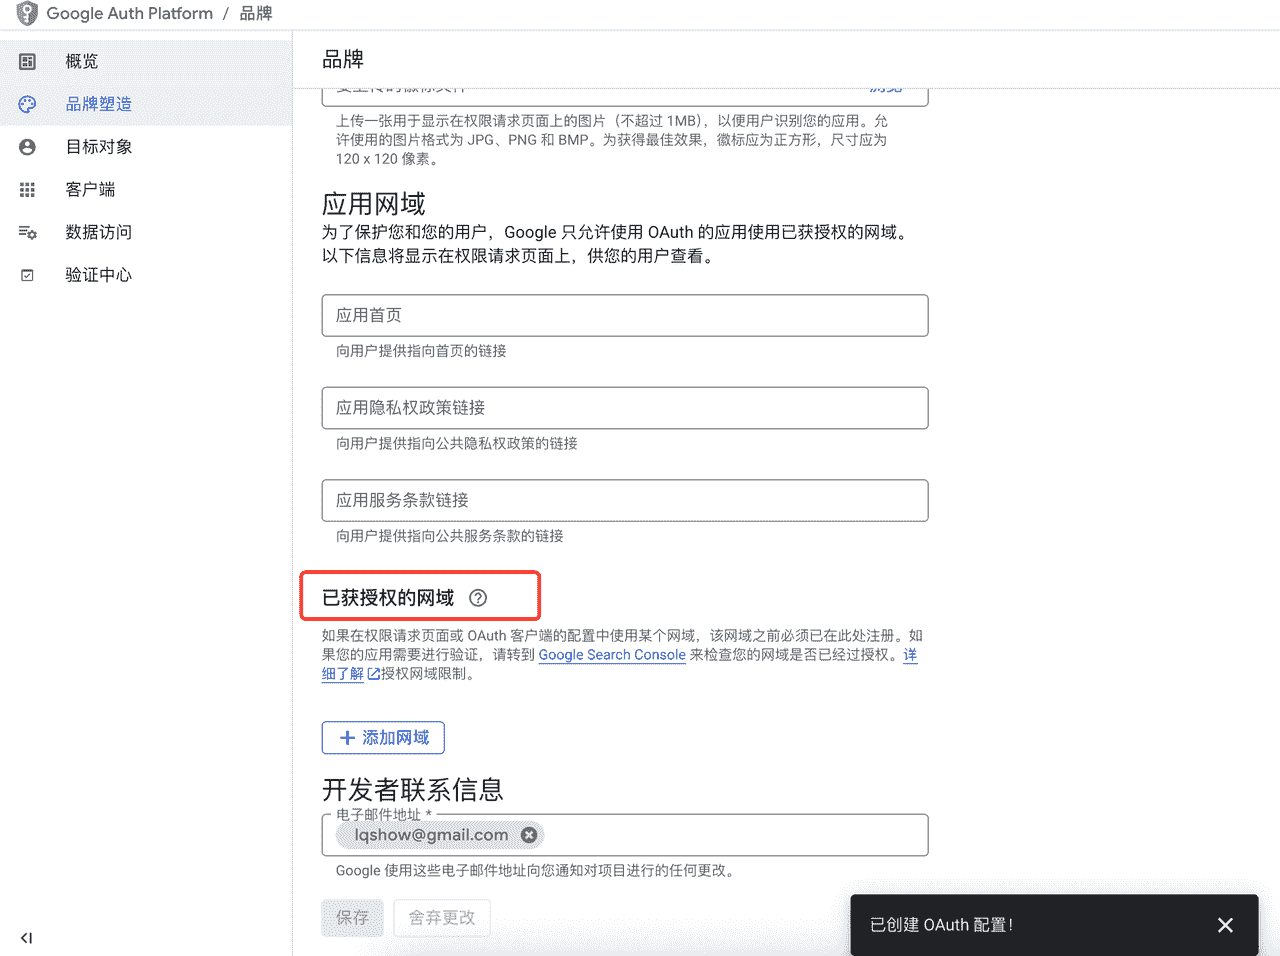 Google Auth Platform / 品牌
概览
品牌塑造
目标对象
客户端
数据访问
验证中心
品牌
上传一张用于显示在权限请求页面上的图片（不超过 1MB），以便用户识别您的应用。允
许使用的图片格式为 JPG、PNG 和 BMP。为获得最佳效果，徽标应为正方形，尺寸应为
120 x 120 像素。
应用网域
为了保护您和您的用户，Google 只允许使用 OAuth 的应用使用已获授权的网域。
以下信息将显示在权限请求页面上，供您的用户查看。
应用首页
向用户提供指向首页的链接
应用隐私权政策链接
向用户提供指向公共隐私权政策的链接
应用服务条款链接
向用户提供指向公共服务条款的链接
已获授权的网域
如果在权限请求页面或 OAuth 客户端的配置中使用某个网域，该网域之前必须已在此处注册。如
果您的应用需要进行验证，请转到 Google Search Console 来检查您的网域是否已经过授权。详
细了解授权网域限制。
+ 添加网域
开发者联系信息
电子邮件地址 *
lqshow@gmail.com
Google 使用这些电子邮件地址向您通知对项目进行的任何更改。
保存 舍弃更改
已创建 OAuth 配置！